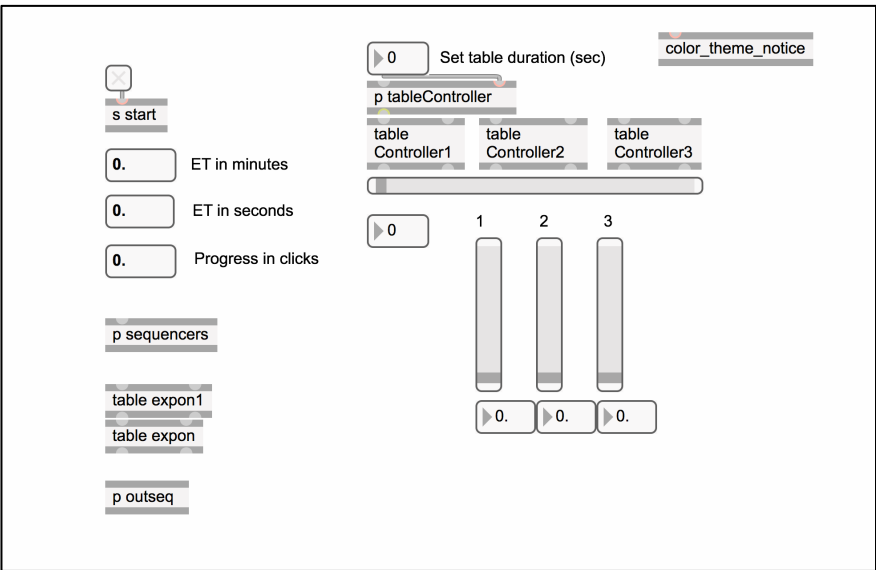 0
Set table duration (sec)
color_theme_notice
p tableController
s start
table
Controller1
table
Controller2
table
Controller3
0.
ET in minutes
0.
ET in seconds
0
1
2
3
0.
Progress in clicks
p sequencers
table expon1
table expon
0.
0.
0.
p outseq